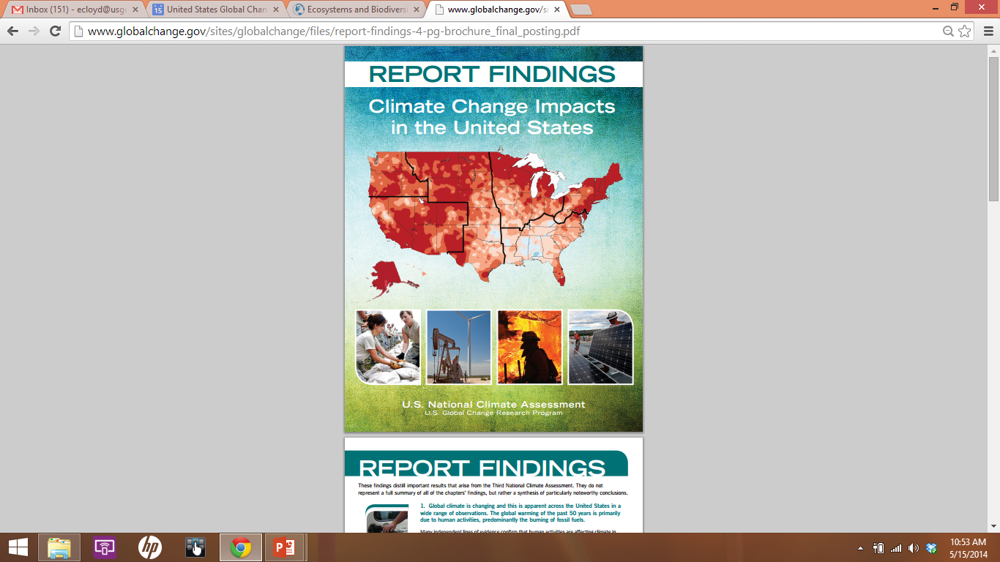 Inbox (151) - ecloyd@usg
15
United States Global Chan
Ecosystems and Biodiversi
www.globalchange.gov/si
www.globalchange.gov/sites/globalchange/files/report-findings-4-pg-brochure_final_posting.pdf
REPORT FINDINGS
Climate Change Impacts
in the United States
U.S. National Climate Assessment
U.S. Global Change Research Program
REPORT FINDINGS
These findings distill important results that arise from the Third National Climate Assessment. They do not
represent a full summary of all of the chapters' findings, but rather a synthesis of particularly noteworthy conclusions.
1. Global climate is changing and this is apparent across the United States in a
wide range of observations. The global warming of the past 50 years is primarily
due to human activities, predominantly the burning of fossil fuels.
Many independent lines of evidence confirm that human activities are affecting climate in
hp
P
10:53 AM
5/15/2014